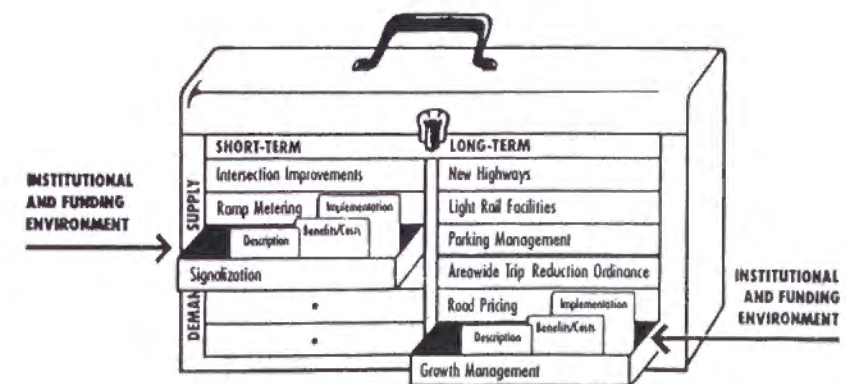 SHORT-TERM
LONG-TERM
SUPPLY
Intersection Improvements
Ramp Metering
Implementation
Benefits/Costs
Description
Signalization
DEMAN
•
•
New Highways
Light Rail Facilities
Parking Management
Areawide Trip Reduction Ordinance
Road Pricing
Implementation
Benefits/Costs
Description
Growth Management
INSTITUTIONAL
AND FUNDING
ENVIRONMENT
INSTITUTIONAL
AND FUNDING
ENVIRONMENT